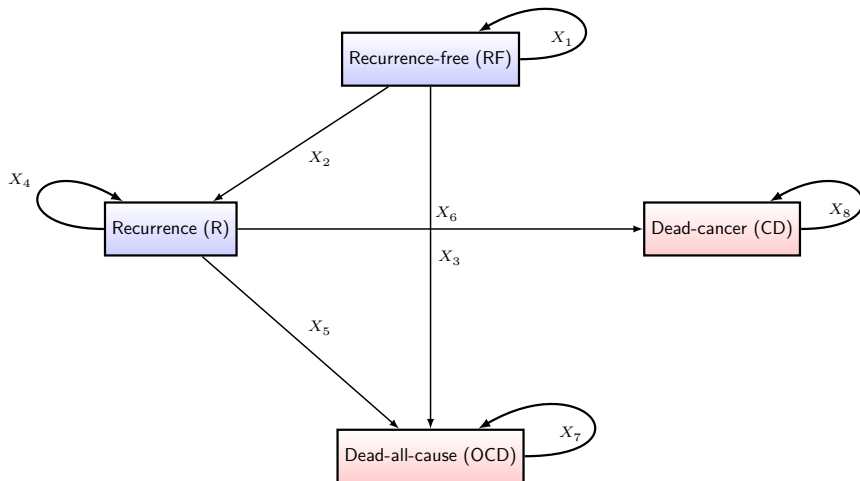 X₁
Recurrence-free (RF)
X₂
X₄
X₆
X₈
Recurrence (R)
Dead-cancer (CD)
X₃
X₅
X₇
Dead-all-cause (OCD)